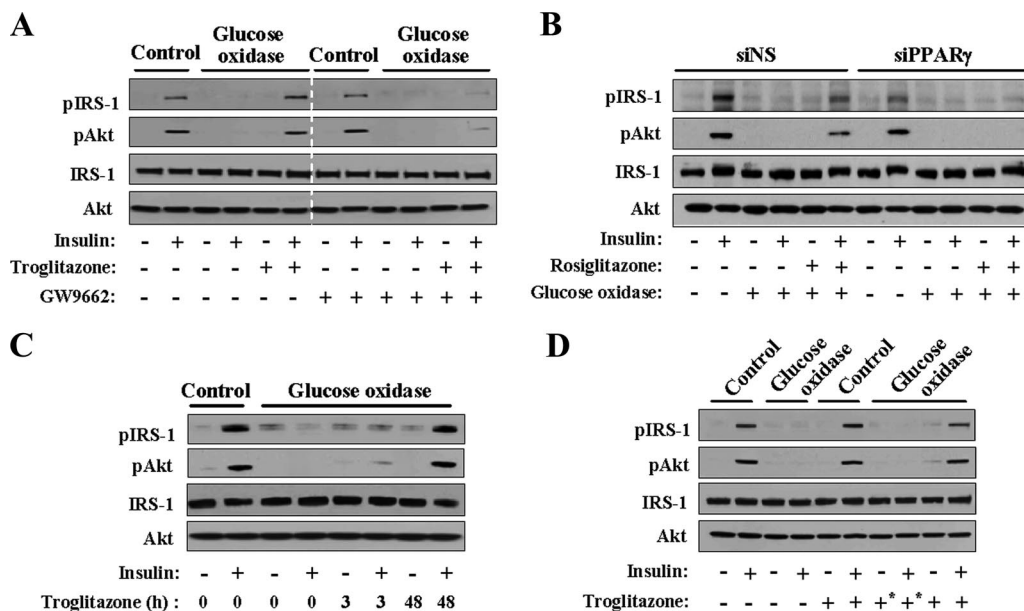 A
Control Glucose oxidase Control Glucose oxidase
pIRS-1
pAkt
IRS-1
Akt
Insulin: - + - + - + - + - + - +
Troglitazone: - - - - + + - - - - + +
GW9662: - - - - - - + + + + + +
B
siNS siPPARγ
pIRS-1
pAkt
IRS-1
Akt
Insulin: - + - + - + - + - + - +
Rosiglitazone: - - - - + + - - - - + +
Glucose oxidase: - - + + + + - - + + + +
C
Control Glucose oxidase
pIRS-1
pAkt
IRS-1
Akt
Insulin: - + - + - + - +
Troglitazone (h) : 0 0 0 0 3 3 48 48
D
Control Glucose oxidase Control Glucose oxidase
pIRS-1
pAkt
IRS-1
Akt
Insulin: - + - + - + - + - +
Troglitazone: - - - - + + +* +* + +